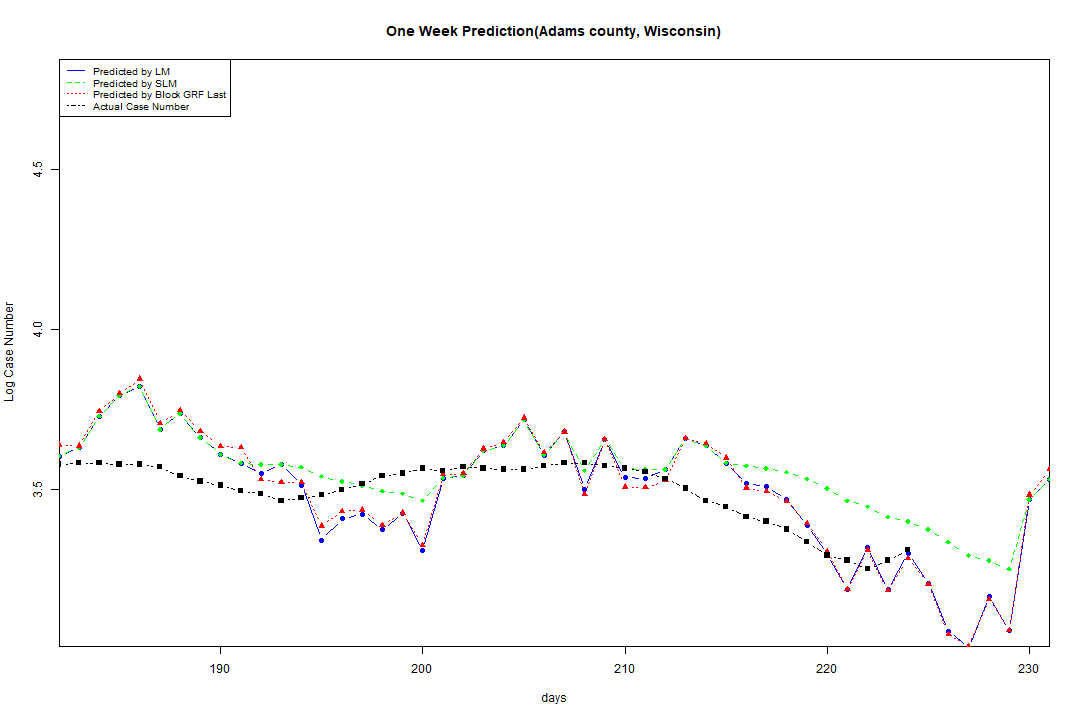 One Week Prediction(Adams county, Wisconsin)
Predicted by LM
Predicted by SLM
Predicted by Block GRF Last
Actual Case Number
4.5
4.0
3.5
Log Case Number
190 200 210 220 230
days